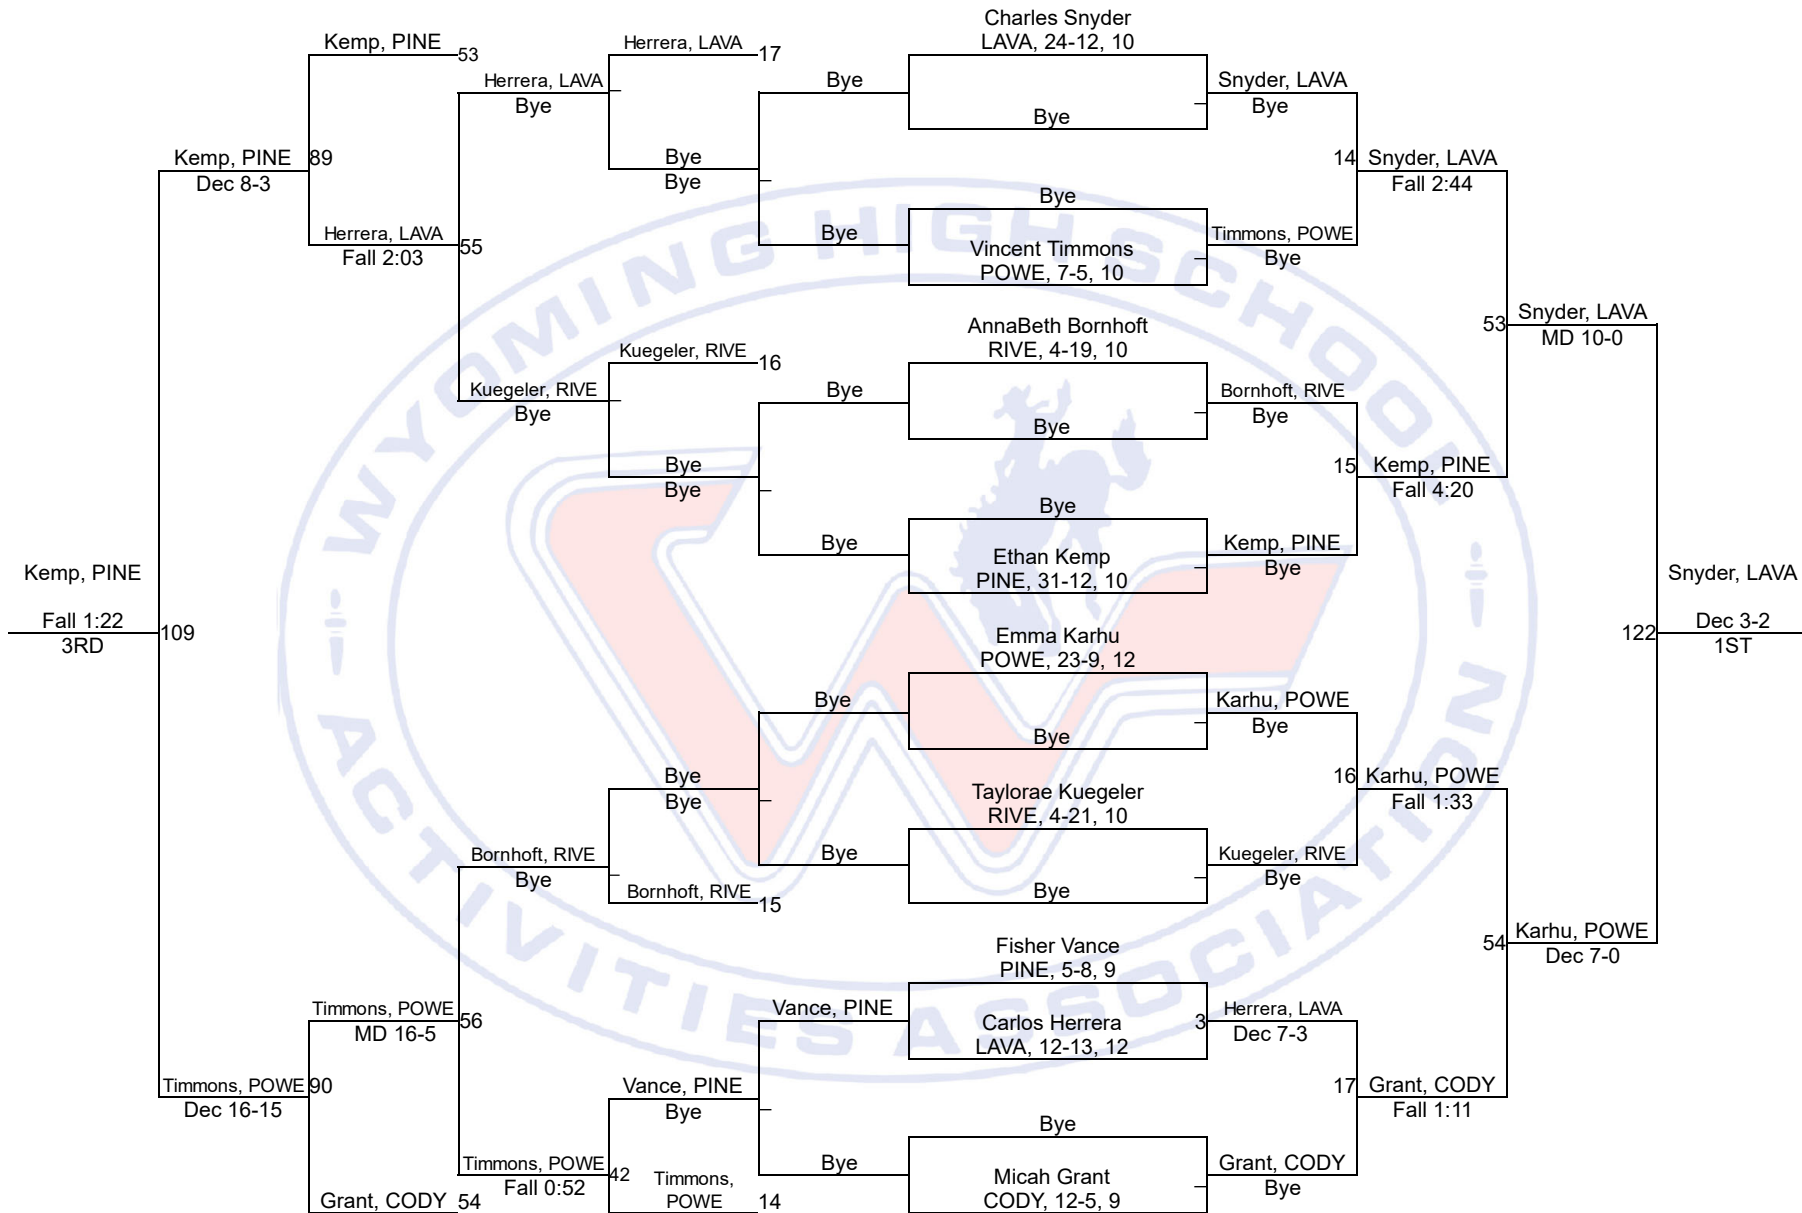 Charles Snyder
LAVA, 24-12, 10
Kemp, PINE
53
Herrera, LAVA
17
Herrera, LAVA
Bye
Bye
Snyder, LAVA
Bye
Bye
Kemp, PINE
89
Dec 8-3
Bye
Bye
14
Snyder, LAVA
Fall 2:44
Bye
Herrera, LAVA
55
Fall 2:03
Bye
Vincent Timmons
POWE, 7-5, 10
Timmons, POWE
Bye
AnnaBeth Bornhoft
RIVE, 4-19, 10
53
Snyder, LAVA
MD 10-0
Kuegeler, RIVE
16
Kuegeler, RIVE
Bye
Bye
Bornhoft, RIVE
Bye
Bye
Bye
Bye
15
Kemp, PINE
Fall 4:20
Bye
Bye
Ethan Kemp
PINE, 31-12, 10
Kemp, PINE
Bye
Kemp, PINE
Fall 1:22
3RD
109
Snyder, LAVA
122
Dec 3-2
1ST
Emma Karhu
POWE, 23-9, 12
Bye
Karhu, POWE
Bye
Bye
Bye
Bye
16
Karhu, POWE
Fall 1:33
Taylorae Kuegeler
RIVE, 4-21, 10
Bornhoft, RIVE
Bye
Bye
Kuegeler, RIVE
Bye
Bye
Bornhoft, RIVE
15
54
Karhu, POWE
Dec 7-0
Fisher Vance
PINE, 5-8, 9
Timmons, POWE
56
MD 16-5
Vance, PINE
Carlos Herrera
LAVA, 12-13, 12
3
Herrera, LAVA
Dec 7-3
Timmons, POWE
90
Dec 16-15
Vance, PINE
Bye
17
Grant, CODY
Fall 1:11
Bye
Timmons, POWE
42
Fall 0:52
Bye
Micah Grant
CODY, 12-5, 9
Grant, CODY
Bye
Grant, CODY
54
Timmons,
POWE
14
WYOMING HIGH SCHOOL
ACTIVITIES ASSOCIATION